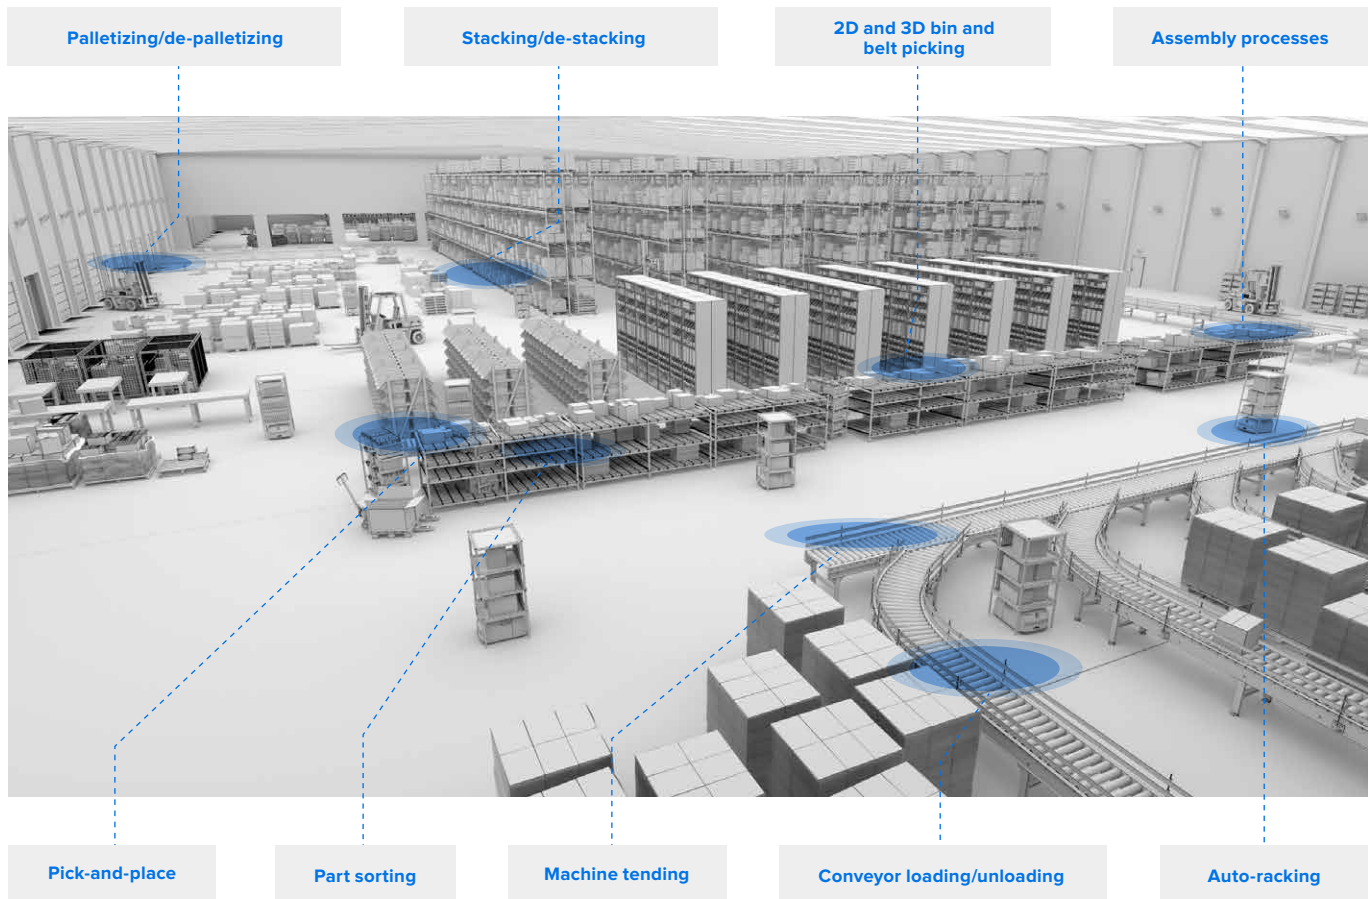 Palletizing/de-palletizing
Stacking/de-stacking
2D and 3D bin and
belt picking
Assembly processes
Pick-and-place
Part sorting
Machine tending
Conveyor loading/unloading
Auto-racking